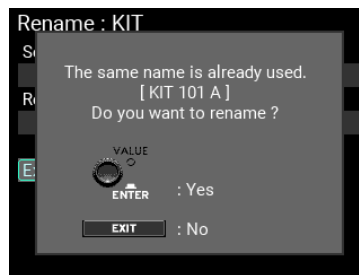 Rename : KIT
The same name is already used.
[ KIT 101 A ]
Do you want to rename ?
VALUE
ENTER : Yes
EXIT : No